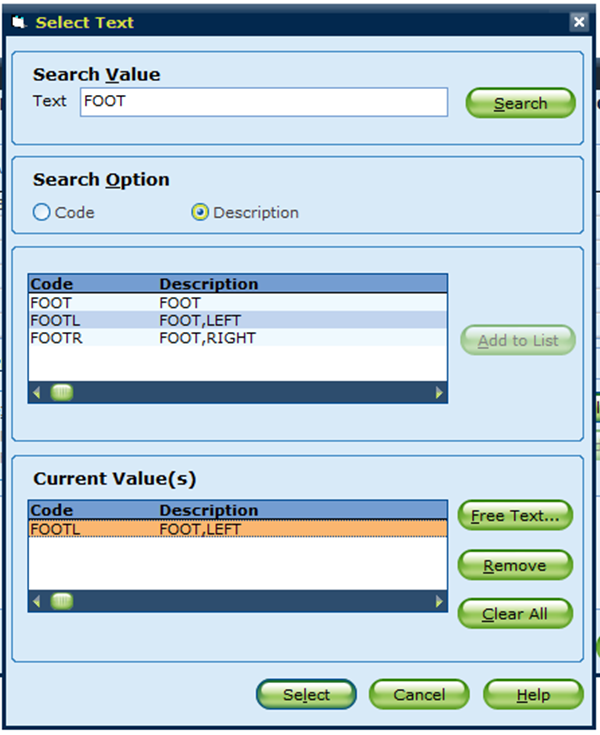 Select Text
Search Value
Text FOOT Search
Search Option
Code Description
Code Description
FOOT FOOT
FOOTL FOOT,LEFT
FOOTR FOOT,RIGHT
Add to List
Current Value(s)
Code Description
FOOTL FOOT,LEFT
Free Text...
Remove
Clear All
Select Cancel Help